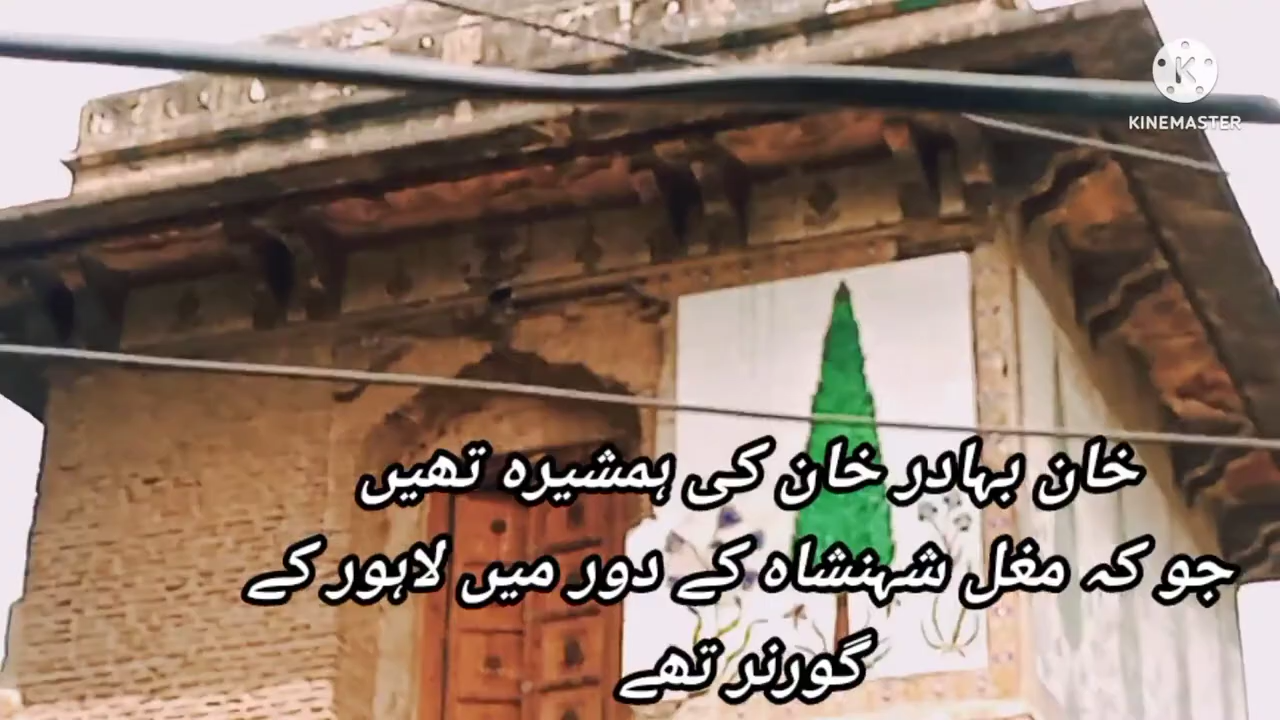 KINEMASTER
خان بہادر خان کی ہمشیرہ تھیں
جو کہ مغل شہنشاہ کے دور میں لاہور کے
گورنر تھے